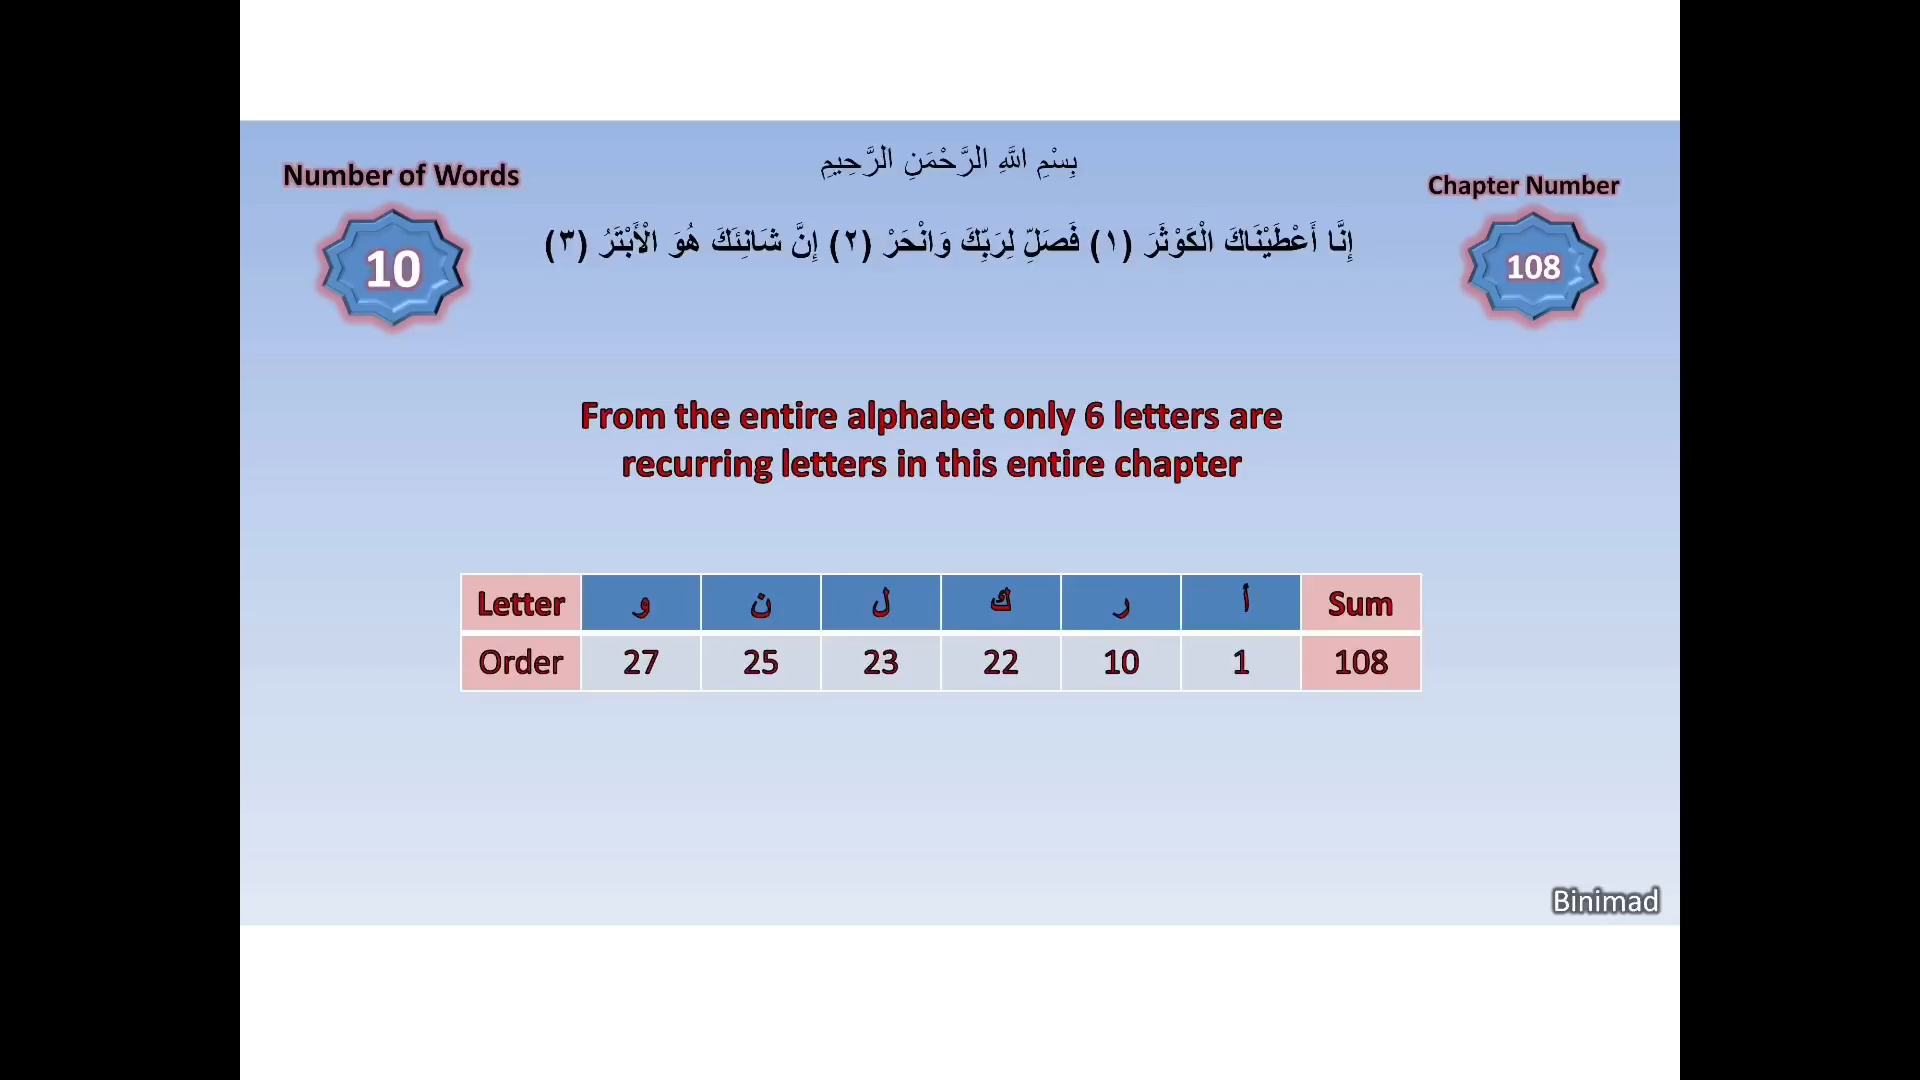 Number of Words
10
بِسْمِ اللَّهِ الرَّحْمَنِ الرَّحِيمِ
Chapter Number
108
إِنَّا أَعْطَيْنَاكَ الْكَوْثَرَ (١) فَصَلِّ لِرَبِّكَ وَانْحَرْ (٢) إِنَّ شَانِئَكَ هُوَ الْأَبْتَرُ (٣)
From the entire alphabet only 6 letters are
recurring letters in this entire chapter
Letter و ن ل ك ر أ Sum
Order 27 25 23 22 10 1 108
Binimad